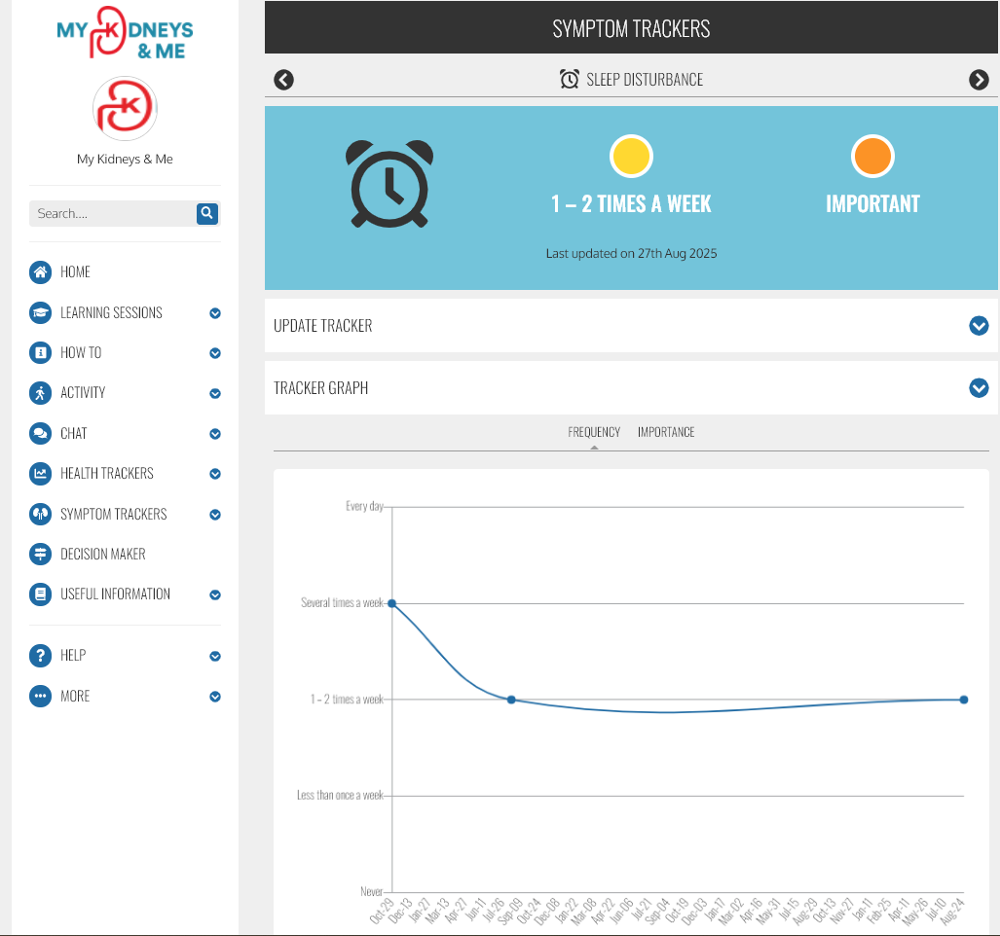 MY KIDNEYS
& ME
My Kidneys & Me
Search....
HOME
LEARNING SESSIONS
HOW TO
ACTIVITY
CHAT
HEALTH TRACKERS
SYMPTOM TRACKERS
DECISION MAKER
USEFUL INFORMATION
HELP
MORE
SYMPTOM TRACKERS
SLEEP DISTURBANCE
1 – 2 TIMES A WEEK
IMPORTANT
Last updated on 27th Aug 2025
UPDATE TRACKER
TRACKER GRAPH
FREQUENCY IMPORTANCE
Every day
Several times a week
1 – 2 times a week
Less than once a week
Never
Oct-29 Dec-13 Jan-27 Mar-13 Apr-27 Jun-11 Jul-26 Sep-09 Oct-24 Dec-08 Jan-22 Mar-08 Apr-22 Jun-06 Jul-21 Sep-04 Oct-19 Dec-03 Jan-17 Mar-02 Apr-16 May-31 Jul-15 Aug-29 Oct-13 Nov-27 Jan-11 Feb-25 Apr-11 May-26 Jul-10 Aug-24